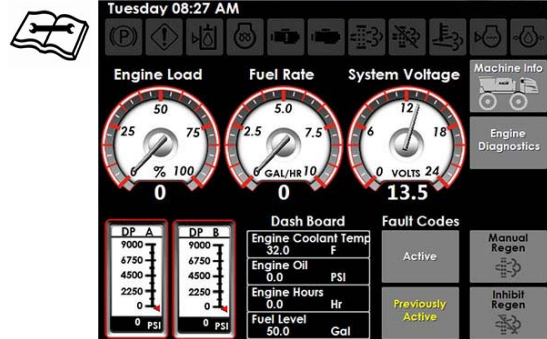 Tuesday 08:27 AM
Engine Load
Fuel Rate
System Voltage
Machine Info
50
25
75
0
%
100
0
5.0
2.5
7.5
0
GAL/HR
10
0
12
6
18
0
VOLTS
24
13.5
Engine
Diagnostics
DP A
9000
6750
4500
2250
0
0 PSI
DP B
9000
6750
4500
2250
0
0 PSI
Dash Board
Engine Coolant Temp
32.0 F
Engine Oil
0.0 PSI
Engine Hours
0.0 Hr
Fuel Level
50.0 Gal
Fault Codes
Active
Previously
Active
Manual
Regen
Inhibit
Regen